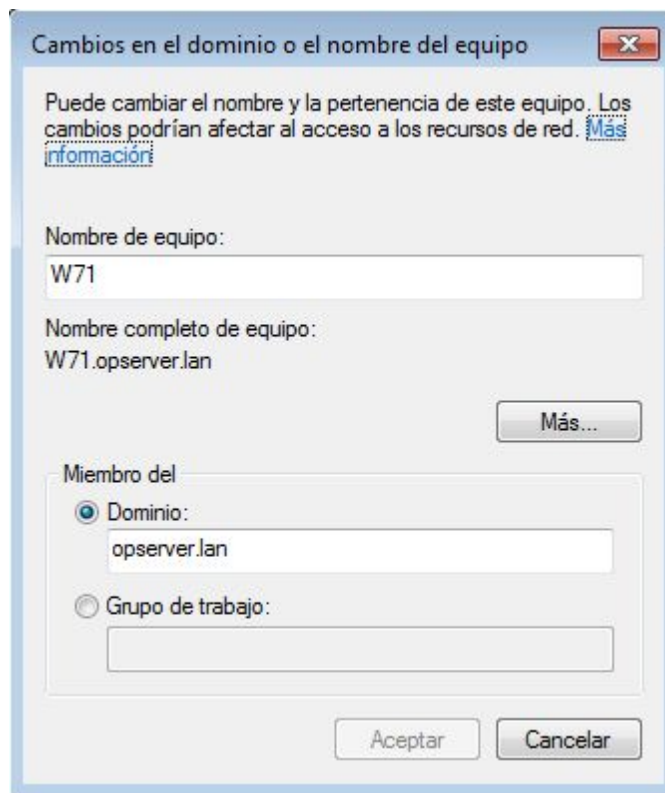 Cambios en el dominio o el nombre del equipo
Puede cambiar el nombre y la pertenencia de este equipo. Los
cambios podrían afectar al acceso a los recursos de red. Más
información
Nombre de equipo:
W71
Nombre completo de equipo:
W71.opserver.lan
Más...
Miembro del
Dominio:
opserver.lan
Grupo de trabajo:
Aceptar
Cancelar